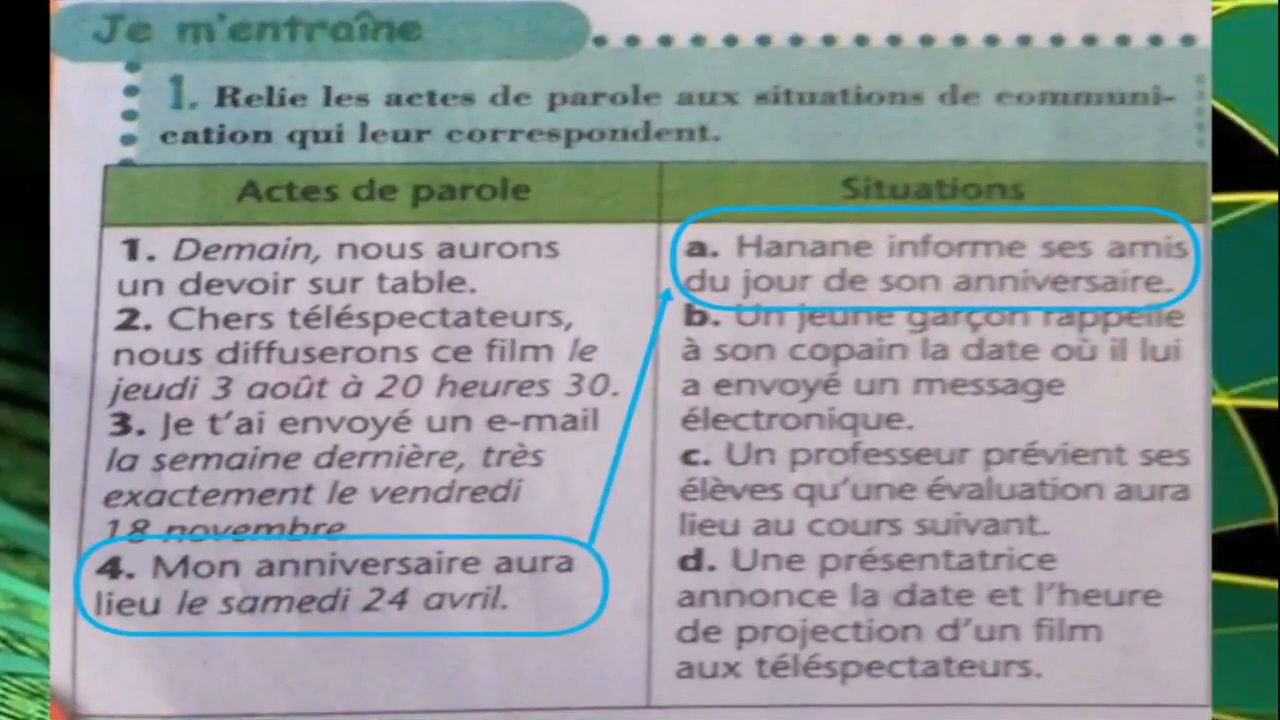 Je m'entraîne
1. Relie les actes de parole aux situations de communi-
cation qui leur correspondent.
Actes de parole
1. Demain, nous aurons
un devoir sur table.
2. Chers téléspectateurs,
nous diffuserons ce film le
jeudi 3 août à 20 heures 30.
3. Je t'ai envoyé un e-mail
la semaine dernière, très
exactement le vendredi
18 novembre
4. Mon anniversaire aura
lieu le samedi 24 avril.
Situations
a. Hanane informe ses amis
du jour de son anniversaire.
b. Un jeune garçon rappelle
à son copain la date où il lui
a envoyé un message
électronique.
c. Un professeur prévient ses
élèves qu'une évaluation aura
lieu au cours suivant.
d. Une présentatrice
annonce la date et l'heure
de projection d'un film
aux téléspectateurs.